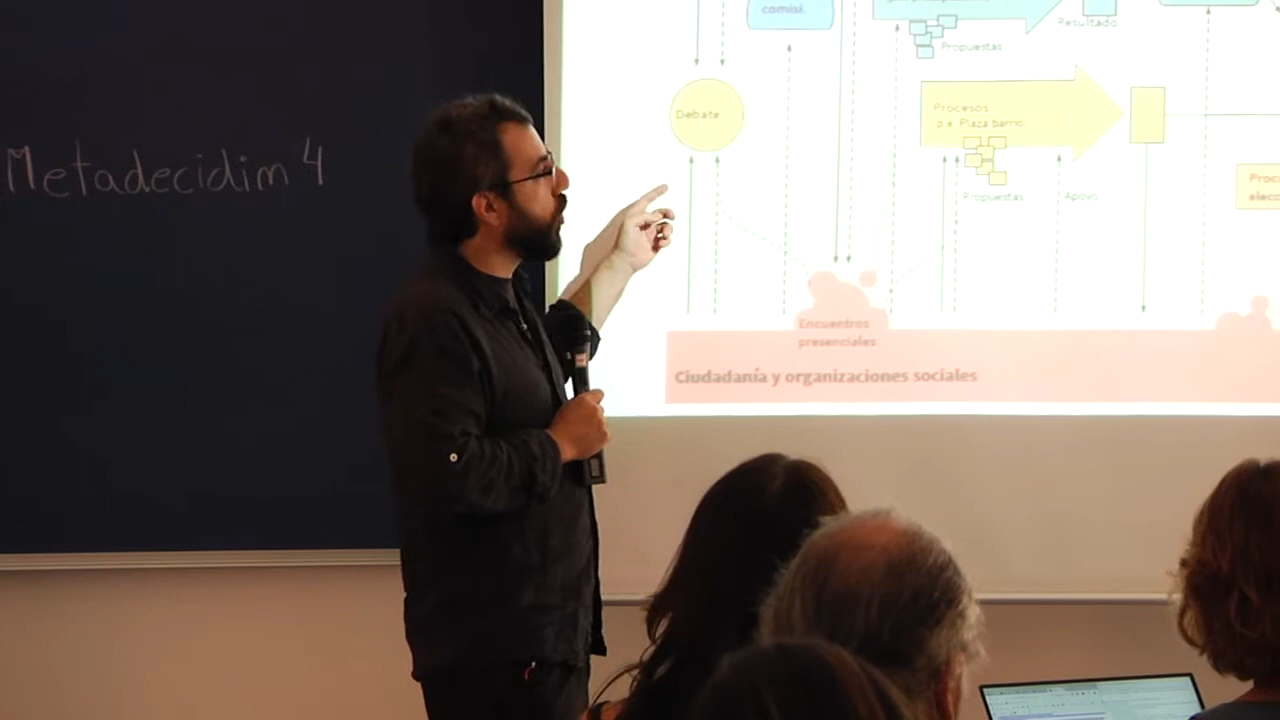 Metadecidim 4
comisi.
Resultado
Propuestas
Debate
Procesos
p.e. Plaza barrio
Propuestas
Apoyo
Encuentros
presenciales
Ciudadanía y organizaciones sociales